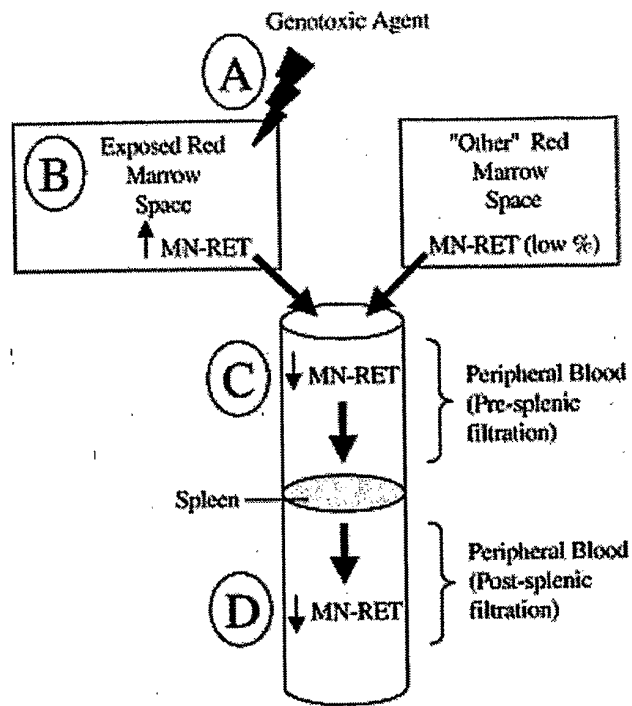 Genotoxic Agent
A
B
Exposed Red
Marrow
Space
↑ MN-RET
"Other" Red
Marrow
Space
MN-RET (low %)
C
↓ MN-RET
Peripheral Blood
(Pre-splenic
filtration)
Spleen
Peripheral Blood
(Post-splenic
filtration)
D
↓ MN-RET